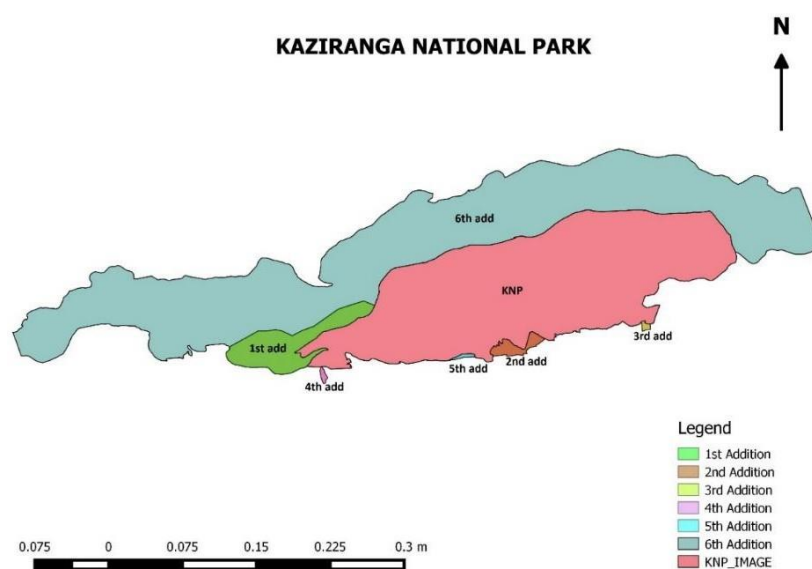 KAZIRANGA NATIONAL PARK
N
6th add
KNP
1st add
3rd add
4th add
5th add
2nd add
Legend
1st Addition
2nd Addition
3rd Addition
4th Addition
5th Addition
6th Addition
KNP_IMAGE
0.075 0 0.075 0.15 0.225 0.3 m